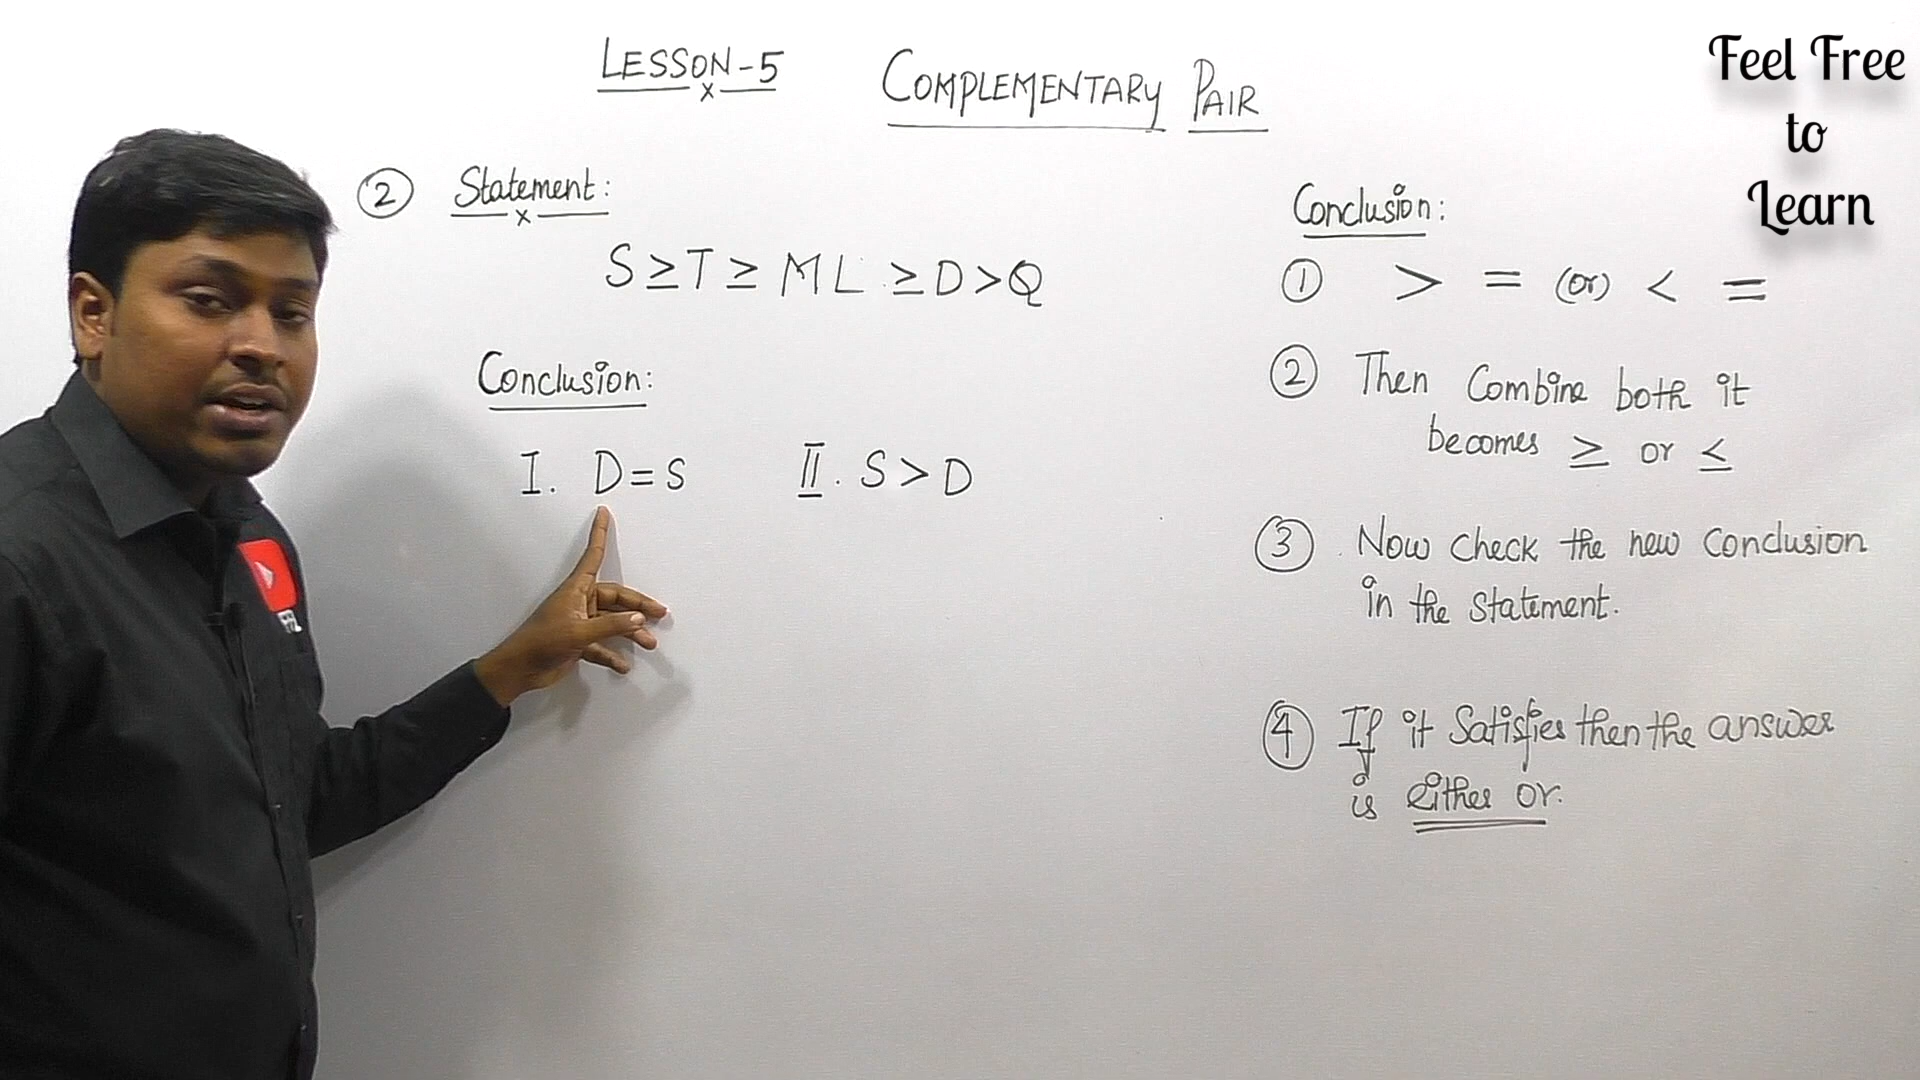 LESSON-5 COMPLEMENTARY PAIR
Feel Free
to
Learn
② Statement:
S ≥ T ≥ M L ≥ D > Q
Conclusion:
I. D = S II. S > D
Conclusion:
① > = (or) < =
② Then Combine both it
becomes ≥ or ≤
③ Now check the new conclusion
in the statement.
④ If it Satisfies then the answer
is either or.